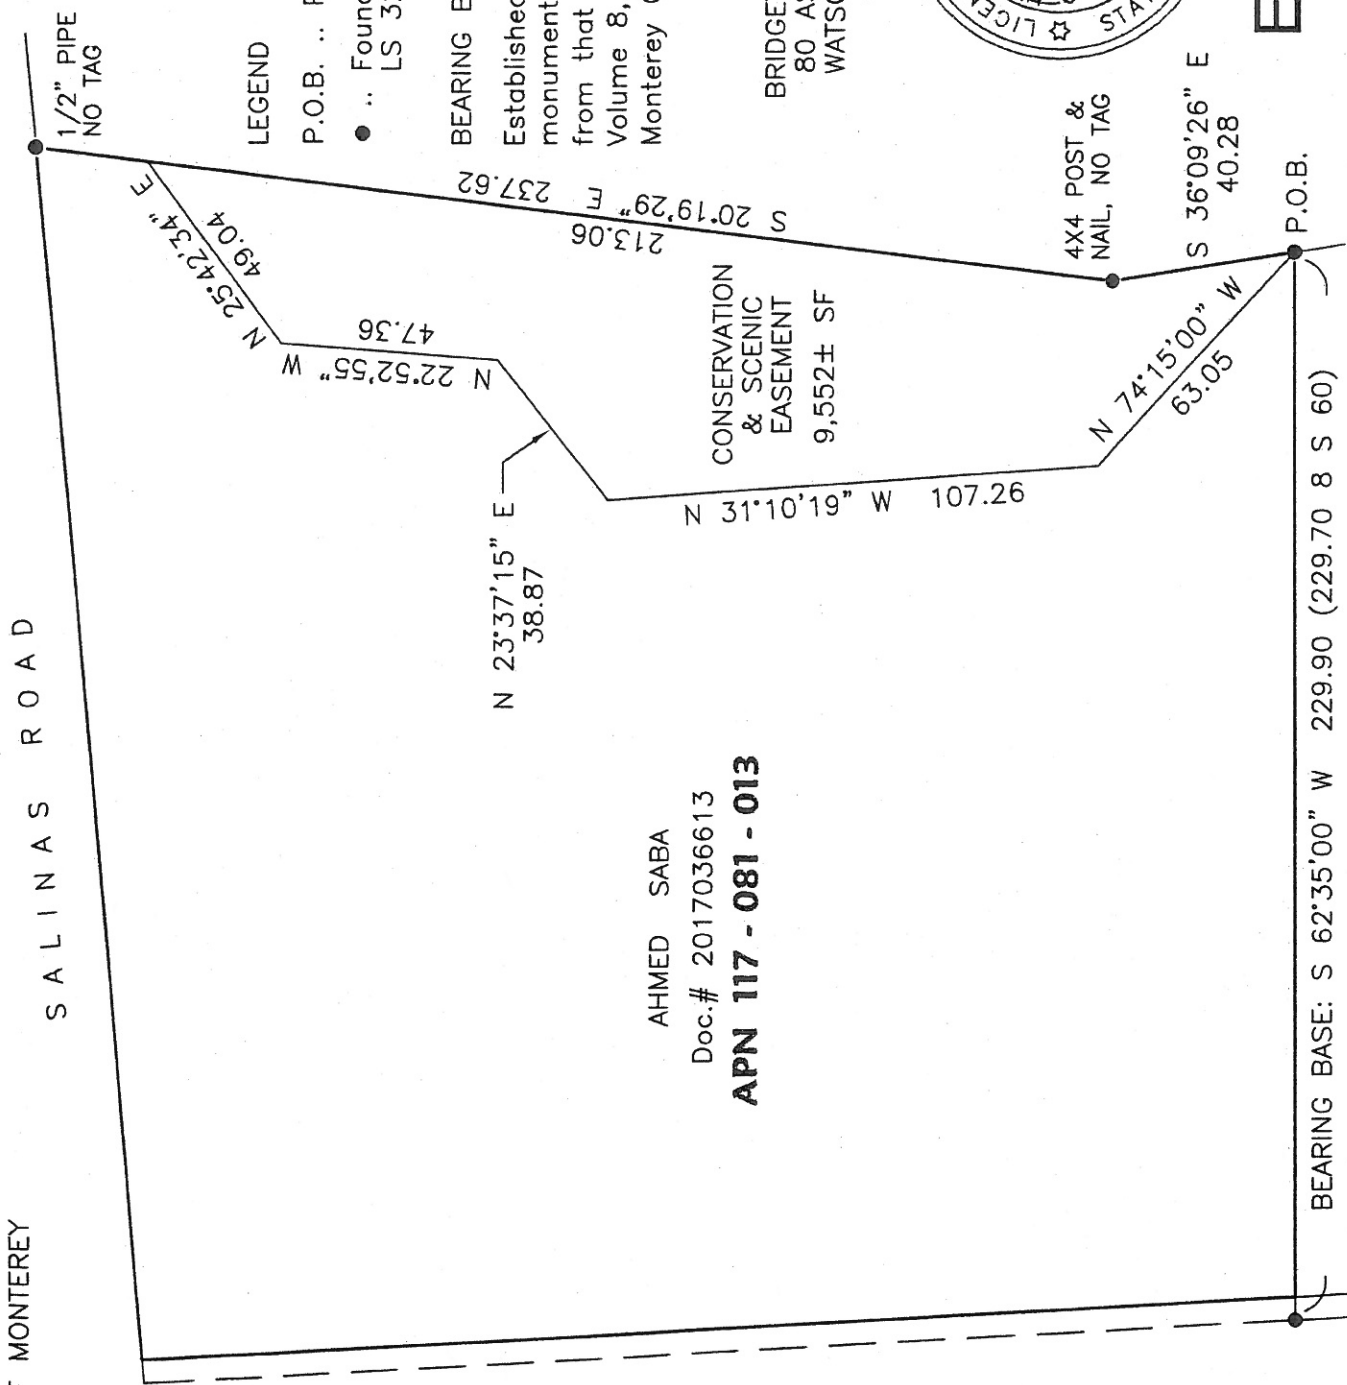 MONTEREY
SALINAS ROAD
1/2" PIPE
NO TAG
LEGEND
P.O.B. ..
● .. Found
LS
BEARING
Established
monument
from that
Volume 8,
Monterey
BRIDGE
80
LICEN
STA
N 25°42'34" E
49.04
N 22°52'55" W
47.36
S 20°19'29" E 237.62
213.06
N 23°37'15" E
38.87
CONSERVATION
& SCENIC
EASEMENT
9,552± SF
N 31°10'19" W 107.26
N 74°15'00" W
63.05
4X4 POST &
NAIL, NO TAG
S 36°09'26" E
40.28
P.O.B.
AHMED SABA
Doc.# 2017036613
APN 117 - 081 - 013
BEARING BASE: S 62°35'00" W 229.90 (229.70 8 S 60)